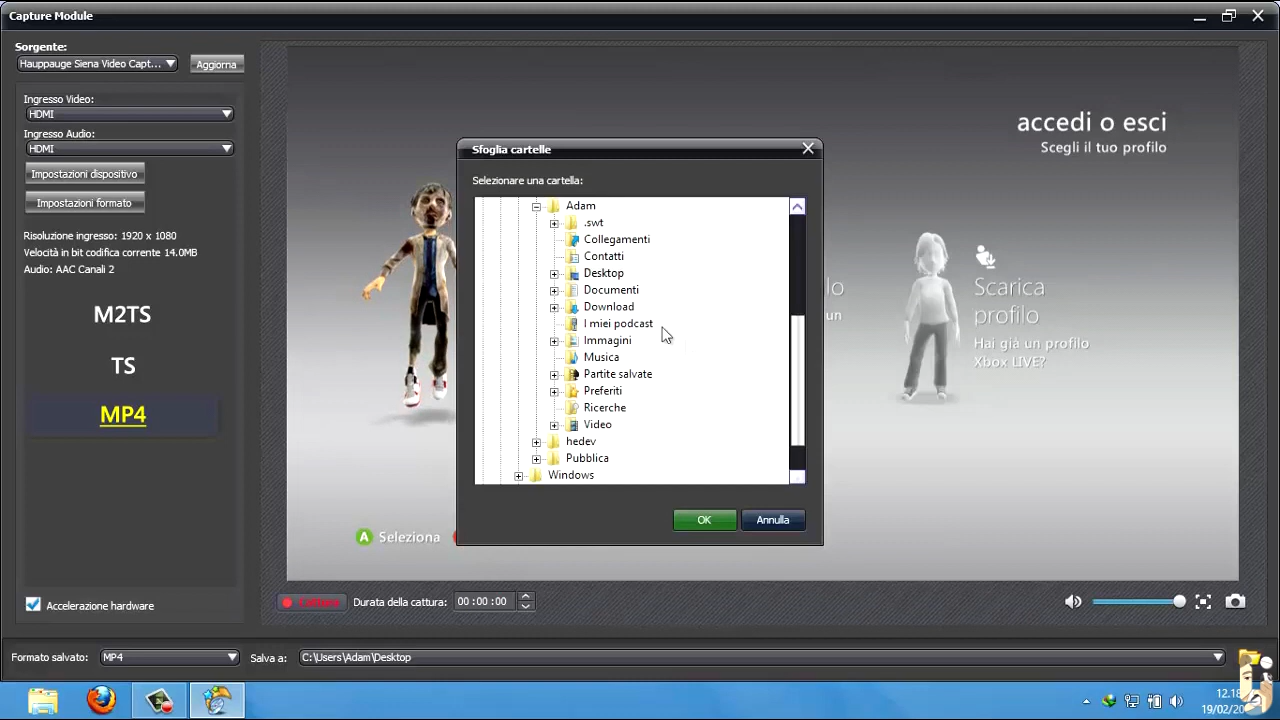 Capture Module
Sorgente:
Hauppauge Siena Video Capt...
Aggiorna
Ingresso Video:
HDMI
Ingresso Audio:
HDMI
Impostazioni dispositivo
Impostazioni formato
Risoluzione ingresso: 1920 x 1080
Velocità in bit codifica corrente 14.0MB
Audio: AAC Canali 2
M2TS
TS
MP4
Accelerazione hardware
accedi o esci
Scegli il tuo profilo
Sfoglia cartelle
Selezionare una cartella:
Adam
.swt
Collegamenti
Contatti
Desktop
Documenti
Download
I miei podcast
Immagini
Musica
Partite salvate
Preferiti
Ricerche
Video
hedev
Pubblica
Windows
OK
Annulla
lo
un
Scarica
profilo
Hai già un profilo
Xbox LIVE?
A Seleziona
Cattura
Durata della cattura:
00:00:00
Formato salvato:
MP4
Salva a:
C:\Users\Adam\Desktop
12.18
19/02/20